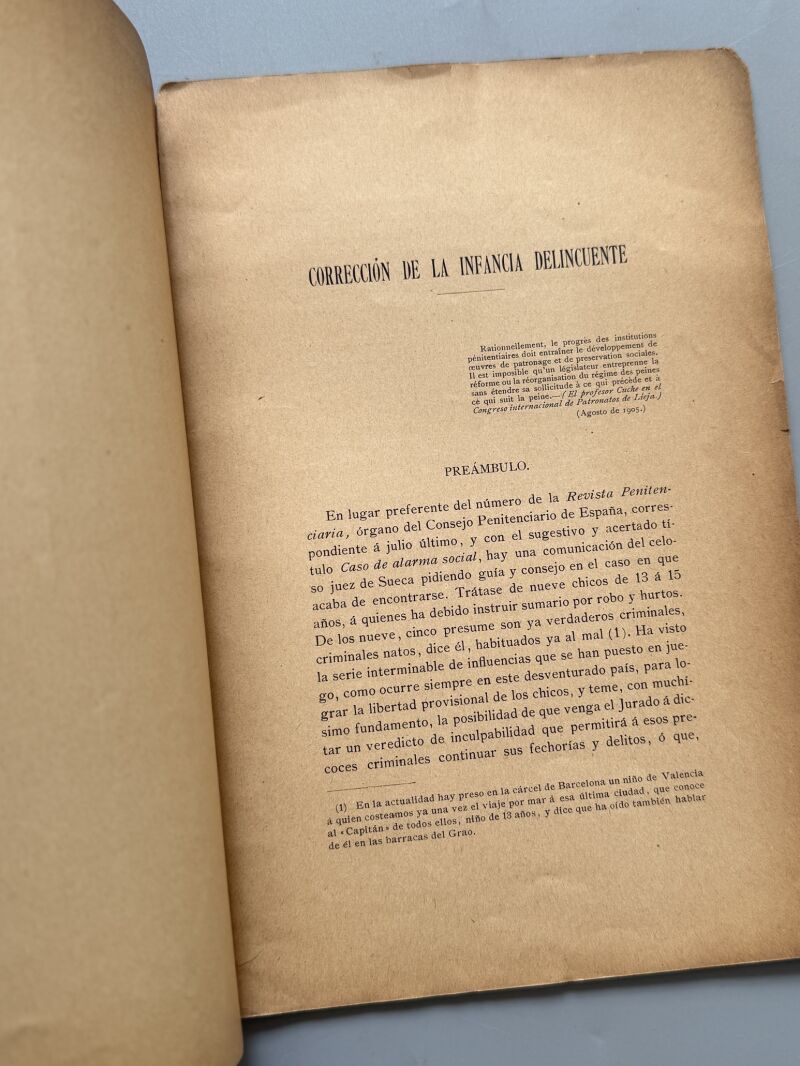 CORRECCIÓN DE LA INFANCIA DELINCUENTE
Rationnellement, le progrès des institutions
pénitentiaires doit entraîner le développement de
œuvres de patronage et de preservation sociales.
Il est imposible qu'un législateur entreprenne la
réforme ou la réorganisation du régime des peines
sans étendre sa sollicitude à ce qui précède et à
cè qui suit la peine.—(El profesor Cuche en el
Congreso internacional de Patronatos de Lieja.)
(Agosto de 1905.)
PREÁMBULO.
En lugar preferente del número de la Revista Peniten-
ciaria, órgano del Consejo Penitenciario de España, corres-
pondiente á julio último, y con el sugestivo y acertado tí-
tulo Caso de alarma social, hay una comunicación del celo-
so juez de Sueca pidiendo guía y consejo en el caso en que
acaba de encontrarse. Trátase de nueve chicos de 13 á 15
años, á quienes ha debido instruir sumario por robo y hurtos.
De los nueve, cinco presume son ya verdaderos criminales,
criminales natos, dice él, habituados ya al mal (1). Ha visto
la serie interminable de influencias que se han puesto en jue-
go, como ocurre siempre en este desventurado país, para lo-
grar la libertad provisional de los chicos, y teme, con muchí-
simo fundamento, la posibilidad de que venga el Jurado á dic-
tar un veredicto de inculpabilidad que permitirá á esos pre-
coces criminales continuar sus fechorías y delitos, ó que,
(1) En la actualidad hay preso en la cárcel de Barcelona un niño de Valencia
á quien costeamos ya una vez el viaje por mar á esa última ciudad, que conoce
al «Capitán» de todos ellos, niño de 13 años, y dice que ha oído también hablar
de él en las barracas del Grao.